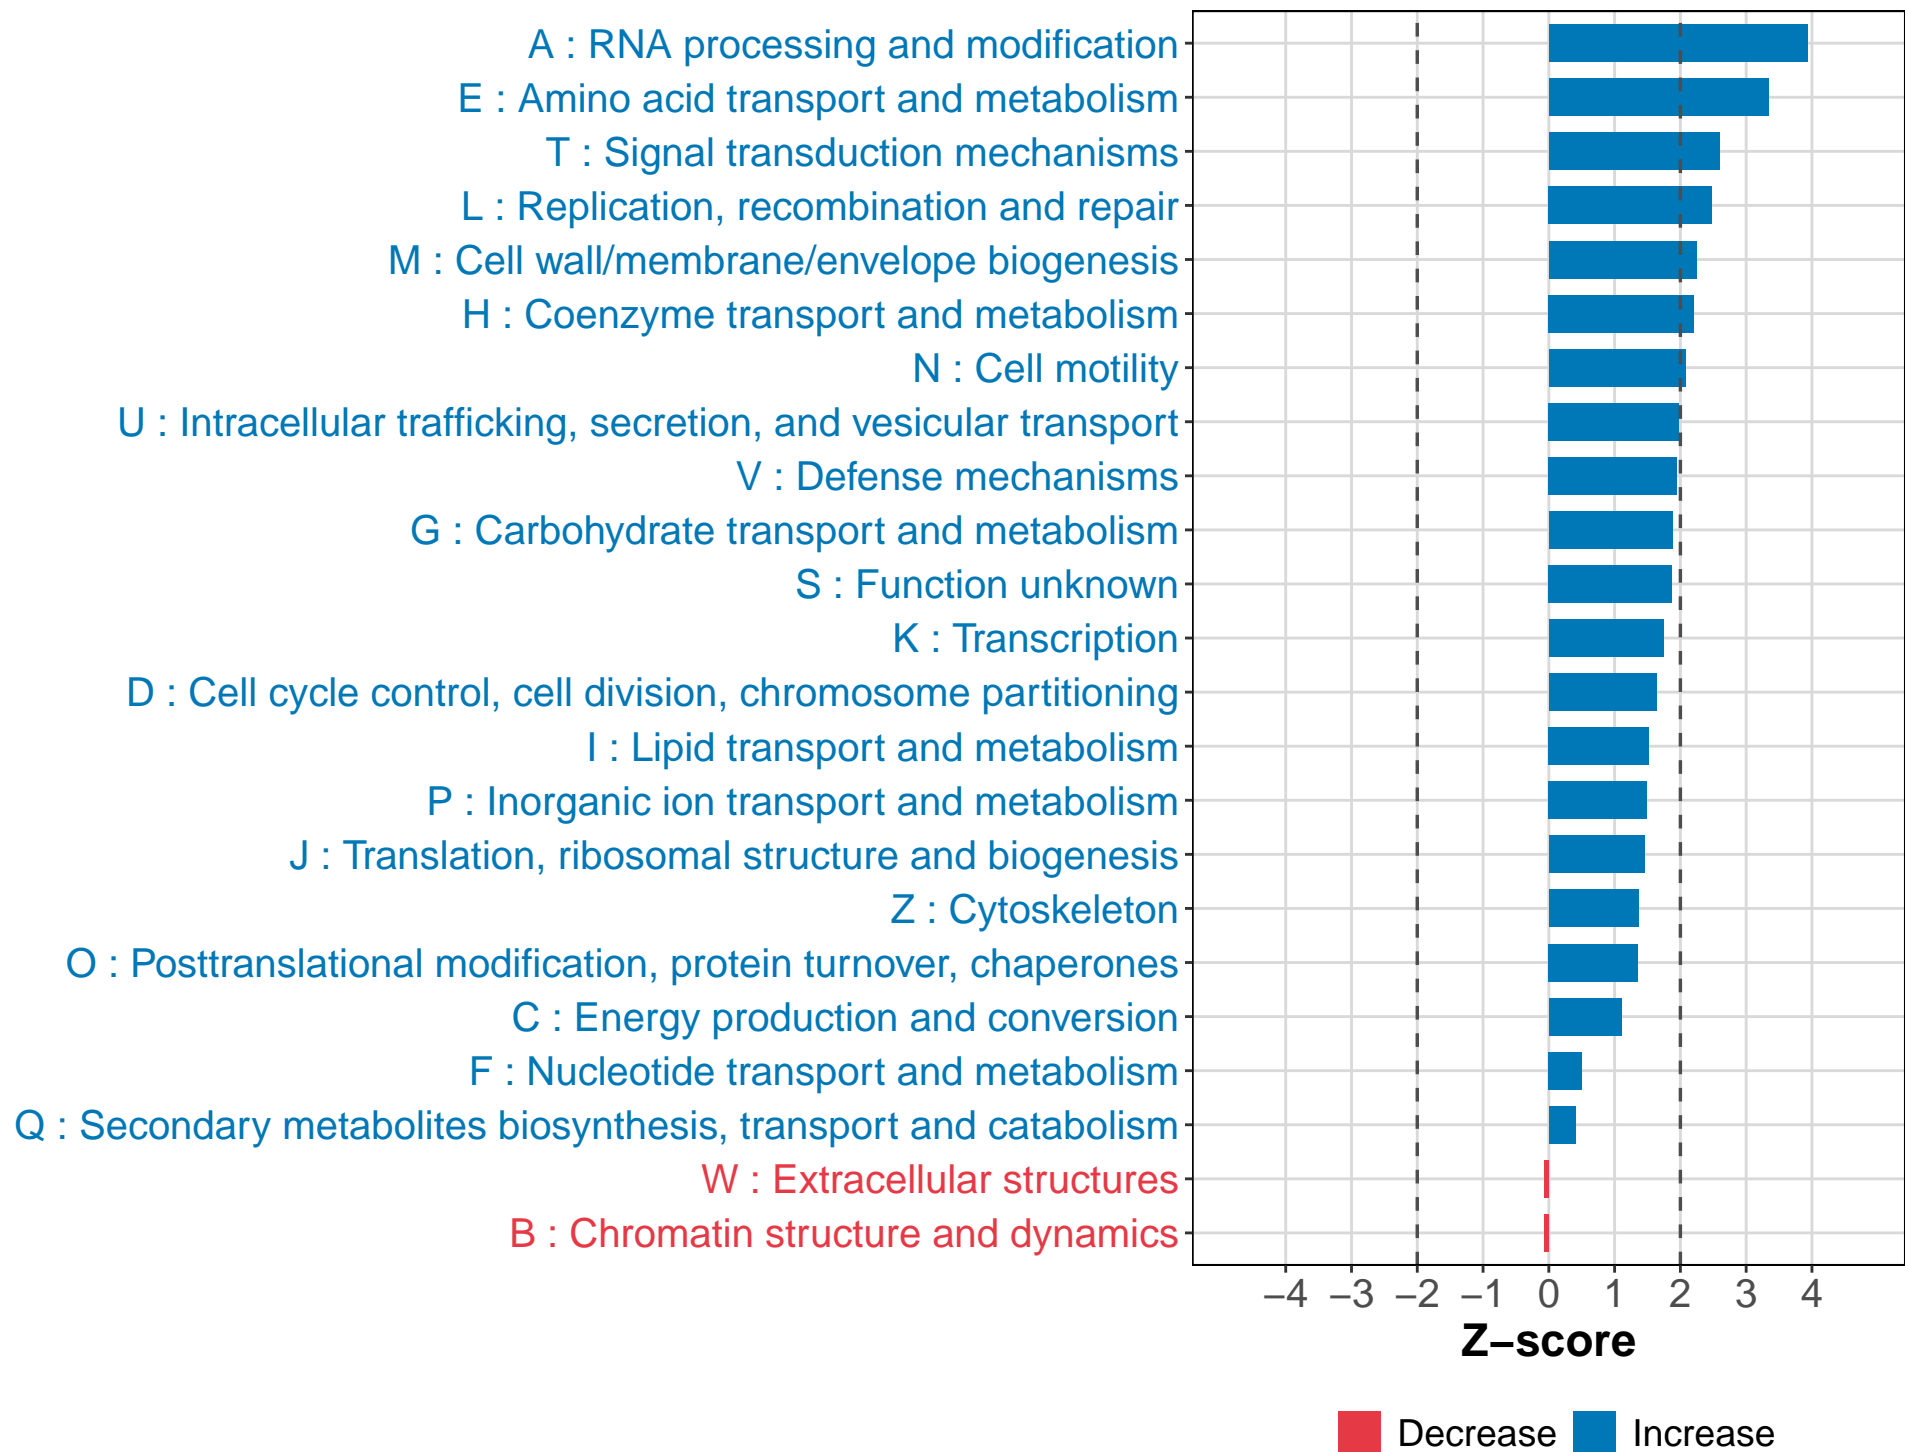 A : RNA processing and modification
E : Amino acid transport and metabolism
T : Signal transduction mechanisms
L : Replication, recombination and repair
M : Cell wall/membrane/envelope biogenesis
H : Coenzyme transport and metabolism
N : Cell motility
U : Intracellular trafficking, secretion, and vesicular transport
V : Defense mechanisms
G : Carbohydrate transport and metabolism
S : Function unknown
K : Transcription
D : Cell cycle control, cell division, chromosome partitioning
I : Lipid transport and metabolism
P : Inorganic ion transport and metabolism
J : Translation, ribosomal structure and biogenesis
Z : Cytoskeleton
O : Posttranslational modification, protein turnover, chaperones
C : Energy production and conversion
F : Nucleotide transport and metabolism
Q : Secondary metabolites biosynthesis, transport and catabolism
W : Extracellular structures
B : Chromatin structure and dynamics
−4 −3 −2 −1 0 1 2 3 4
Z−score
Decrease Increase